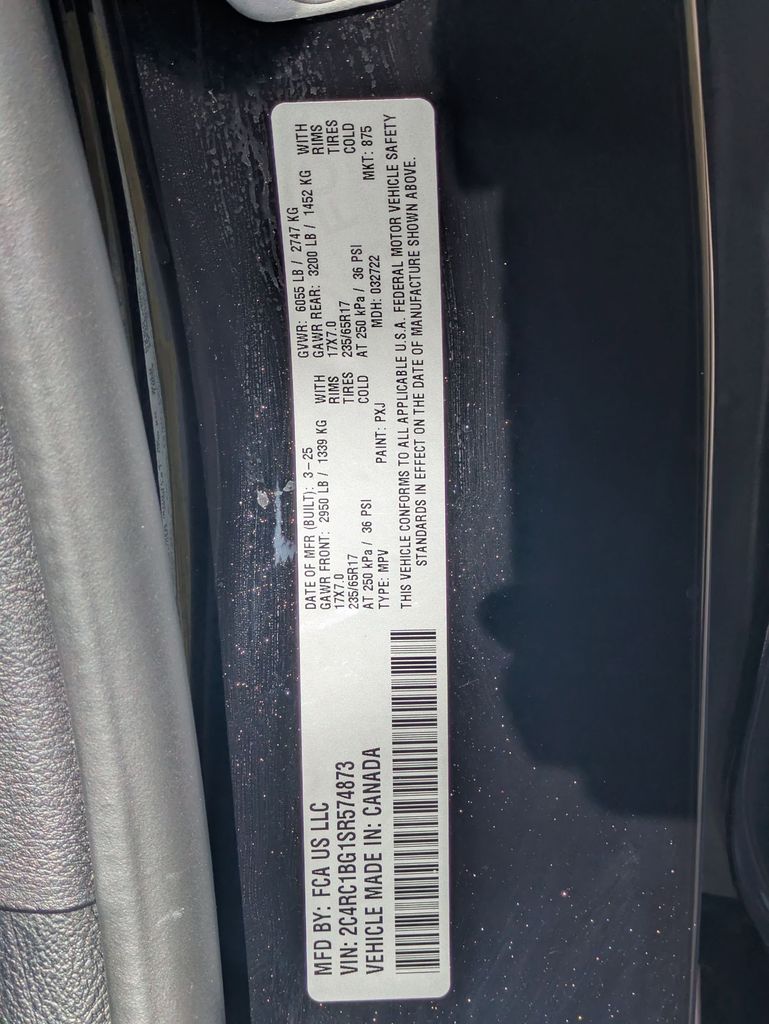 MFD BY: FCA US LLC
VIN: 2C4RC1BG1SR574873
VEHICLE MADE IN: CANADA
DATE OF MFR (BUILT): 3-25 GVWR: 6055 LB / 2747 KG
GAWR FRONT: 2950 LB / 1339 KG WITH GAWR REAR: 3200 LB / 1452 KG WITH
17X7.0 RIMS 17X7.0 RIMS
235/65R17 TIRES 235/65R17 TIRES
AT 250 kPa / 36 PSI COLD AT 250 kPa / 36 PSI COLD
TYPE: MPV PAINT: PXJ MDH: 032722 MKT: 875
THIS VEHICLE CONFORMS TO ALL APPLICABLE U.S.A. FEDERAL MOTOR VEHICLE SAFETY
STANDARDS IN EFFECT ON THE DATE OF MANUFACTURE SHOWN ABOVE.